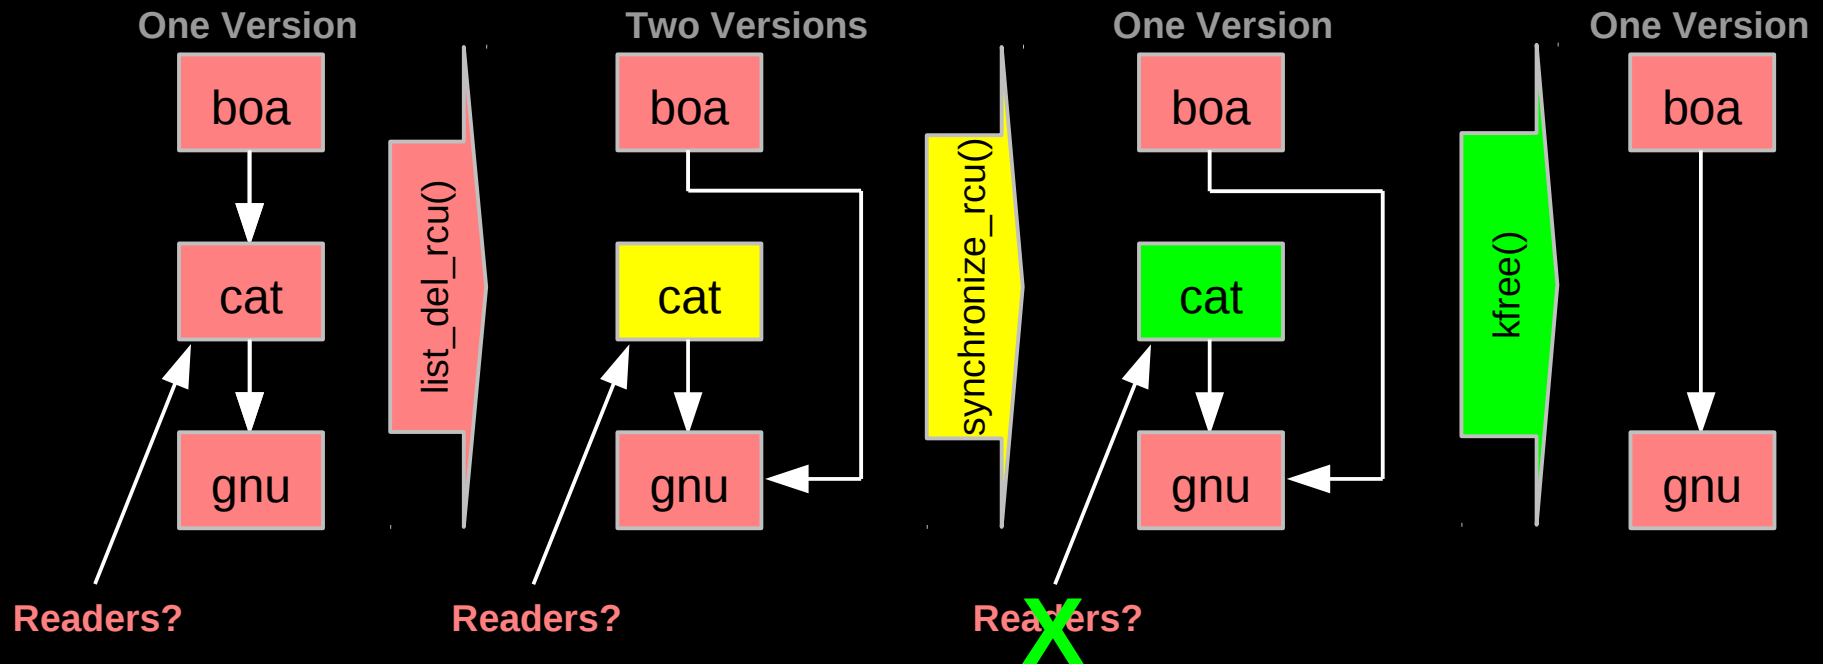 One Version
Two Versions
One Version
One Version
boa
cat
gnu
Readers?
list_del_rcu()
boa
cat
gnu
Readers?
synchronize_rcu()
boa
cat
gnu
Readers?
X
kfree()
boa
gnu